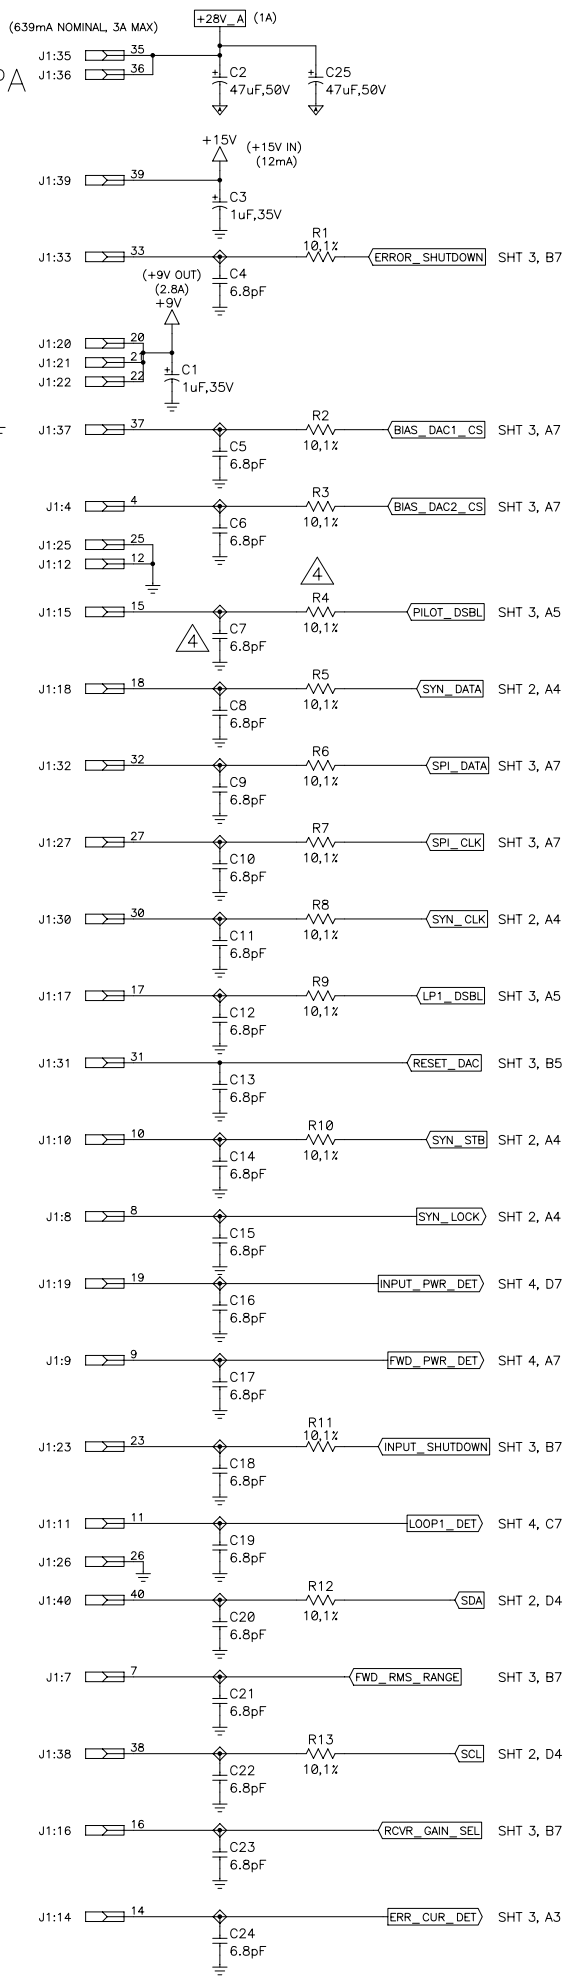 +28V_A (1A)
(639mA NOMINAL, 3A MAX)
J1:35 35
J1:36 36
PA
C2
47uF,50V
C25
47uF,50V
+15V (+15V IN)
(12mA)
J1:39 39
C3
1uF,35V
J1:33 33 R1 10,1% ERROR_SHUTDOWN SHT 3, B7
C4
6.8pF
(+9V OUT)
(2.8A)
+9V
J1:20 20
J1:21 21
J1:22 22
C1
1uF,35V
J1:37 37 R2 10,1% BIAS_DAC1_CS SHT 3, A7
C5
6.8pF
J1:4 4 R3 10,1% BIAS_DAC2_CS SHT 3, A7
C6
6.8pF
J1:25 25
J1:12 12
4
J1:15 15 R4 10,1% PILOT_DSBL SHT 3, A5
4
C7
6.8pF
J1:18 18 R5 10,1% SYN_DATA SHT 2, A4
C8
6.8pF
J1:32 32 R6 10,1% SPI_DATA SHT 3, A7
C9
6.8pF
J1:27 27 R7 10,1% SPI_CLK SHT 3, A7
C10
6.8pF
J1:30 30 R8 10,1% SYN_CLK SHT 2, A4
C11
6.8pF
J1:17 17 R9 10,1% LP1_DSBL SHT 3, A5
C12
6.8pF
J1:31 31 RESET_DAC SHT 3, B5
C13
6.8pF
J1:10 10 R10 10,1% SYN_STB SHT 2, A4
C14
6.8pF
J1:8 8 SYN_LOCK SHT 2, A4
C15
6.8pF
J1:19 19 INPUT_PWR_DET SHT 4, D7
C16
6.8pF
J1:9 9 FWD_PWR_DET SHT 4, A7
C17
6.8pF
J1:23 23 R11 10,1% INPUT_SHUTDOWN SHT 3, B7
C18
6.8pF
J1:11 11 LOOP1_DET SHT 4, C7
C19
6.8pF
J1:26 26
J1:40 40 R12 10,1% SDA SHT 2, D4
C20
6.8pF
J1:7 7 FWD_RMS_RANGE SHT 3, B7
C21
6.8pF
J1:38 38 R13 10,1% SCL SHT 2, D4
C22
6.8pF
J1:16 16 RCVR_GAIN_SEL SHT 3, B7
C23
6.8pF
J1:14 14 ERR_CUR_DET SHT 3, A3
C24
6.8pF